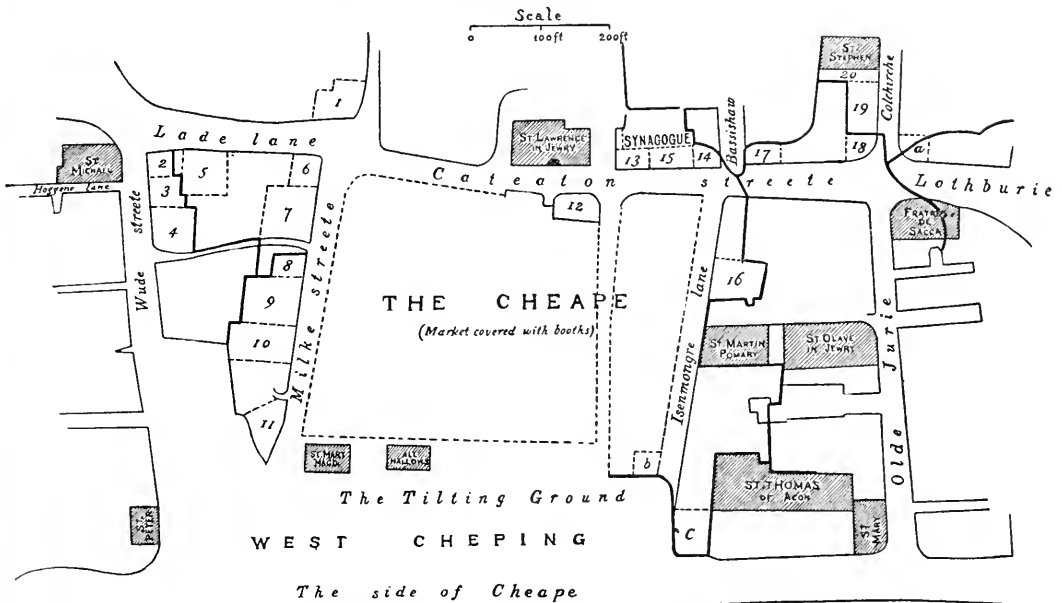 Scale
0 100ft 200ft
ST.
STEPHEN
20
Colchirche
19
1
Lade lane
ST. LAWRENCE
IN JEWRY
SYNAGOGUE
13 15 14
Bassishaw
17
18
a
ST.
MICHAEL
Hoggene lane
2
5
6
3
7
4
Cateaton streete
Lothburie
12
FRATRES
DE
SACCA
Wude streete
8
9
10
11
Milke streete
THE CHEAPE
(Market covered with booths)
Isenmongre lane
16
ST. MARTIN
POMARY
ST. OLAVE
IN JEWRY
Olde Jurie
ST. MART
MAGD.
ALL
HALLOWS
b
ST. THOMAS
OF ACON
The Tilting Ground
ST.
PETER
C
ST.
MARY
WEST CHEPING
The side of Cheape